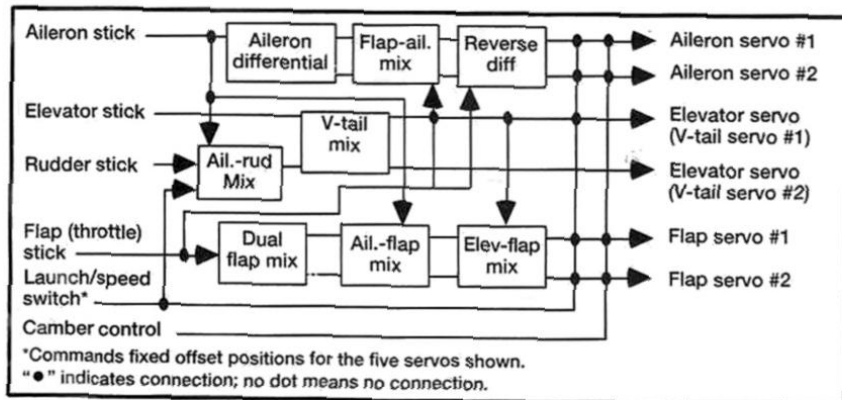 Aileron stick
Aileron
differential
Flap-ail.
mix
Reverse
diff
Aileron servo #1
Aileron servo #2
Elevator stick
V-tail
mix
Elevator servo
(V-tail servo #1)
Rudder stick
Ail.-rud
Mix
Elevator servo
(V-tail servo #2)
Flap (throttle)
stick
Dual
flap mix
Ail.-flap
mix
Elev-flap
mix
Flap servo #1
Flap servo #2
Launch/speed
switch*
Camber control
*Commands fixed offset positions for the five servos shown.
"●" indicates connection; no dot means no connection.